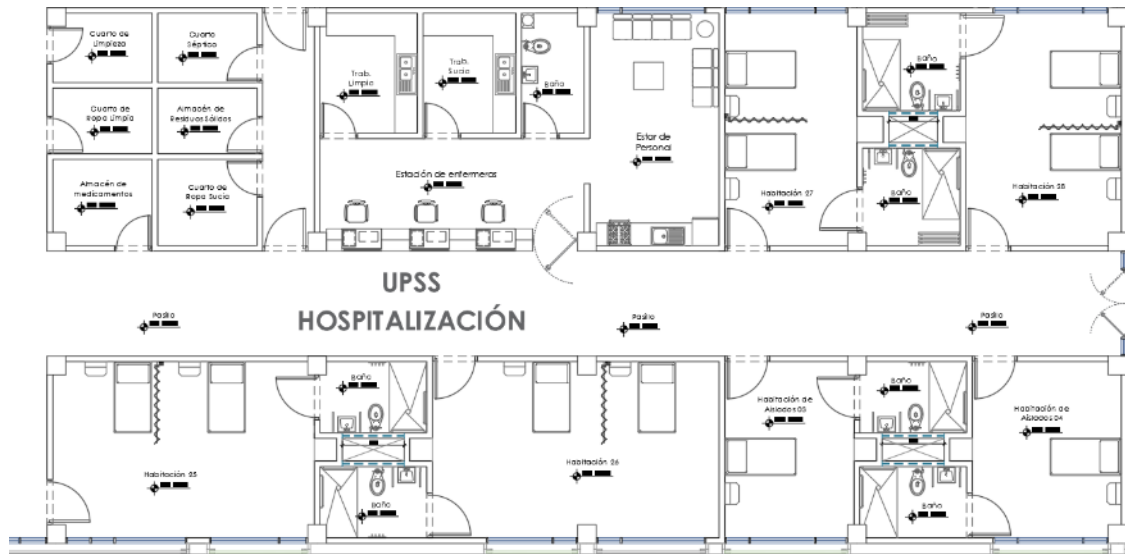 Cuarto de
Limpieza
Cuarto
Séptico
Trab.
Limpio
Trab.
Sucio
Baño
Baño
Cuarto de
Ropa Limpia
Almacén de
Residuos Sólidos
Estar de
Personal
Almacén de
medicamentos
Cuarto de
Ropa Sucia
Estación de enfermeras
Habitación 27
Baño
Habitación 28
UPSS
HOSPITALIZACIÓN
Pasillo
Pasillo
Pasillo
Baño
Habitación de
Aislados 03
Baño
Habitación de
Aislados 04
Habitación 25
Habitación 26
Baño
Baño